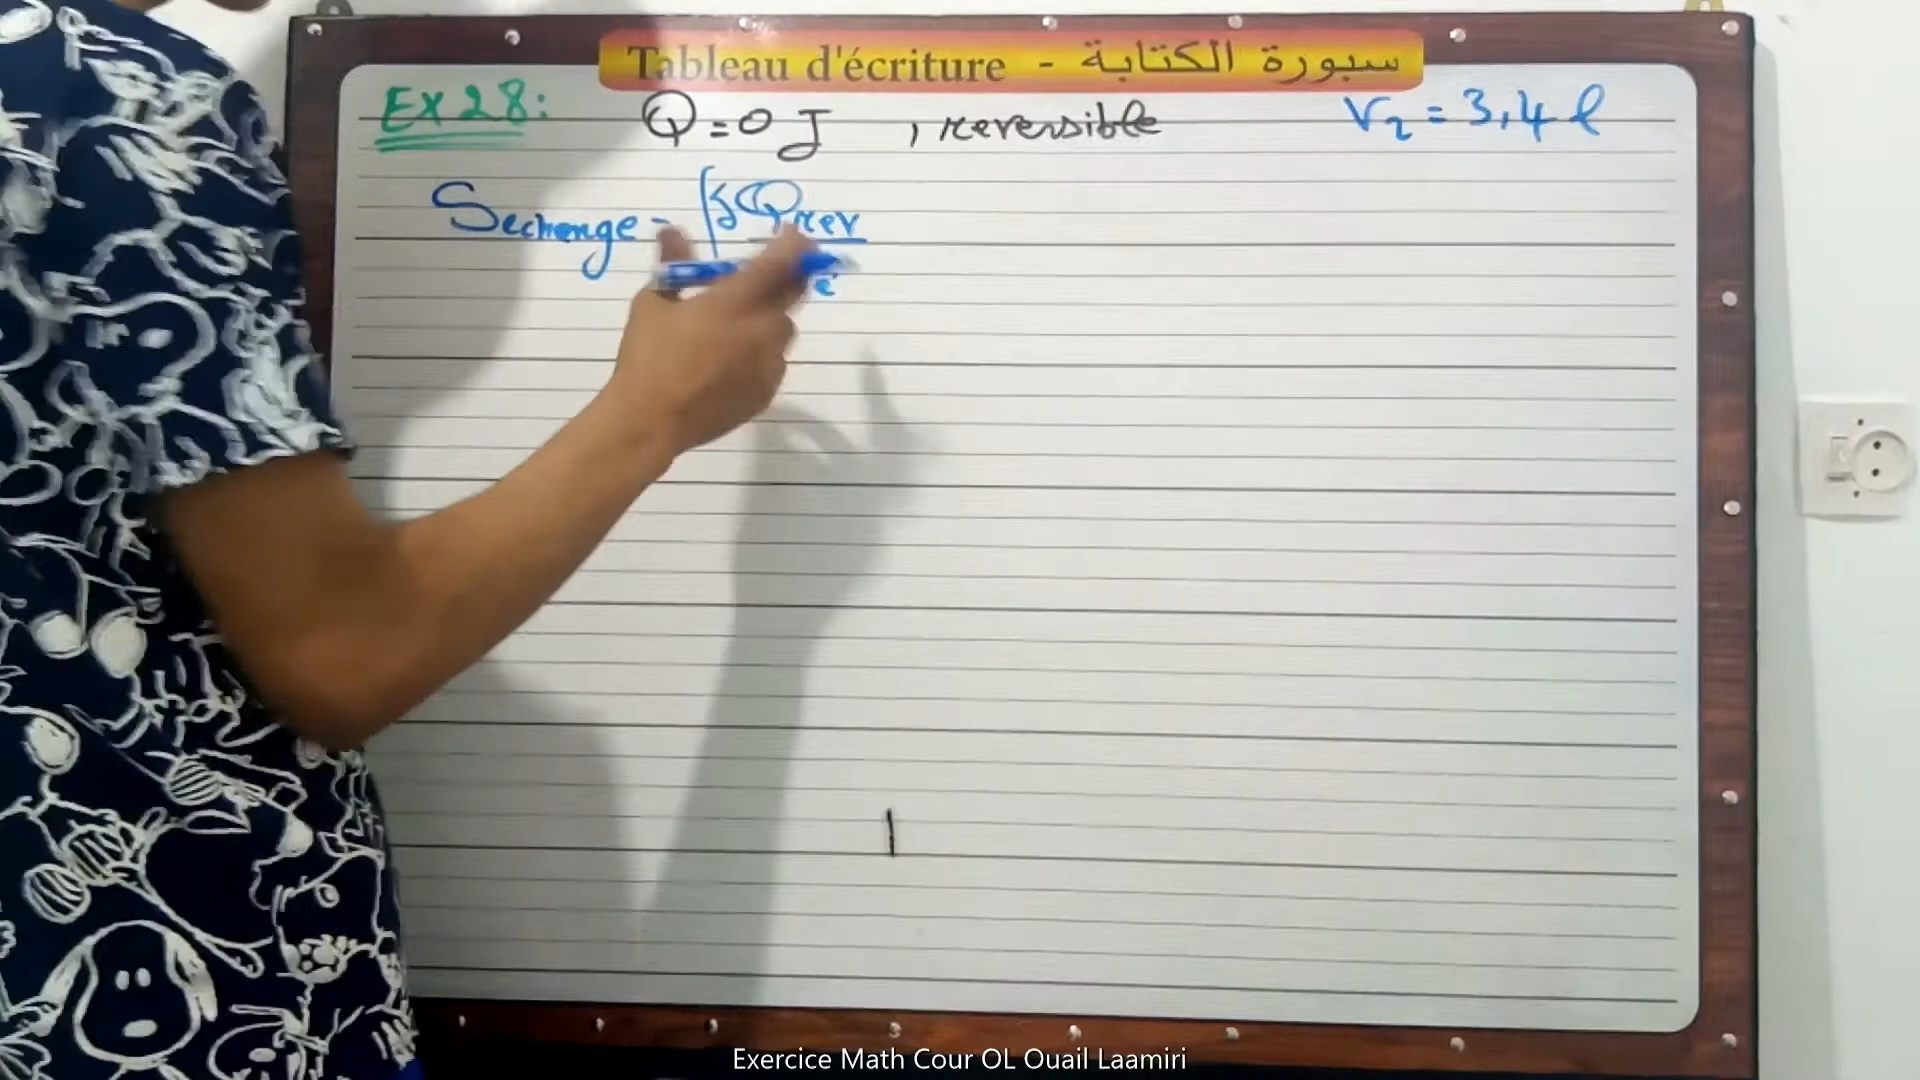 Tableau d'écriture - سبورة الكتابة
Ex 28: Q = 0 J , reversible V₂ = 3,4 l
Sechange = ∫δQrev
e
Exercice Math Cour OL Ouail Laamiri